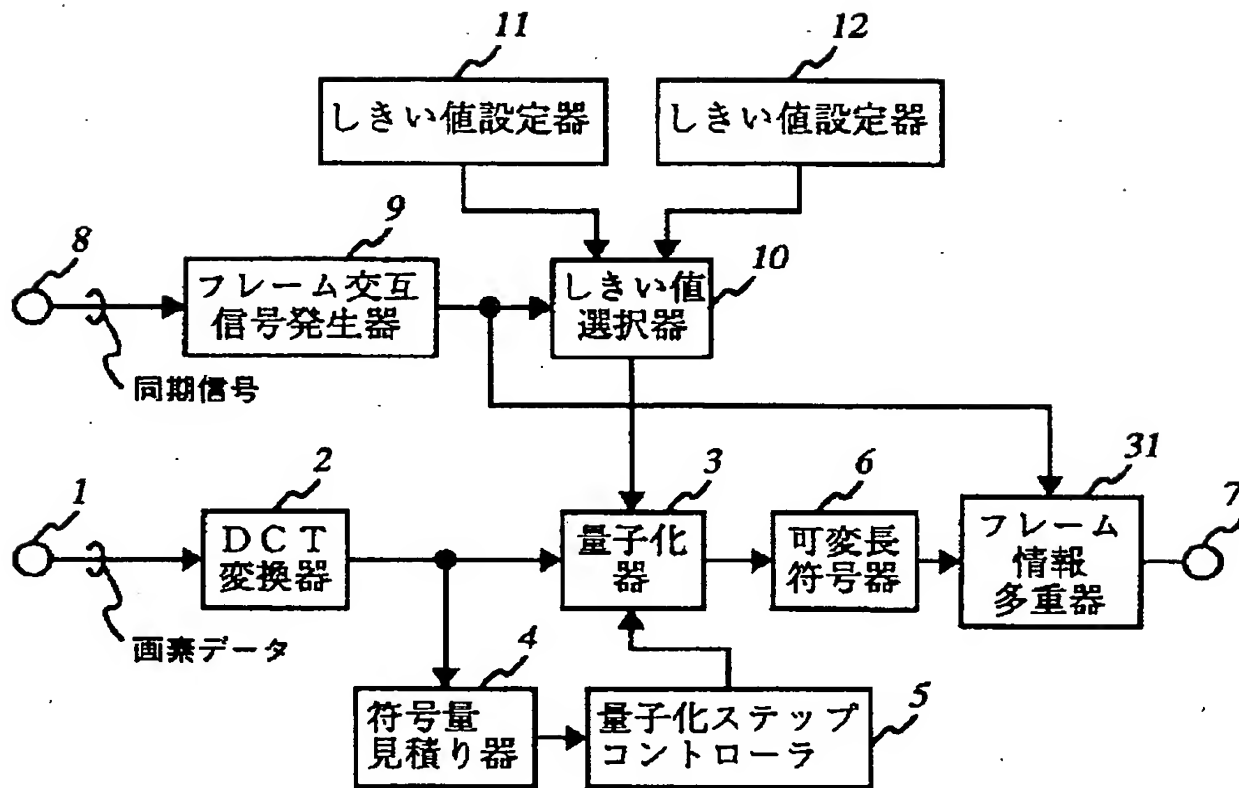 11
12
しきい値設定器
しきい値設定器
8
9
フレーム交互
信号発生器
10
しきい値
選択器
同期信号
1
2
DCT
変換器
3
量子化
器
6
可変長
符号器
31
フレーム
情報
多重器
7
画素データ
4
符号量
見積り器
量子化ステップ
コントローラ
5